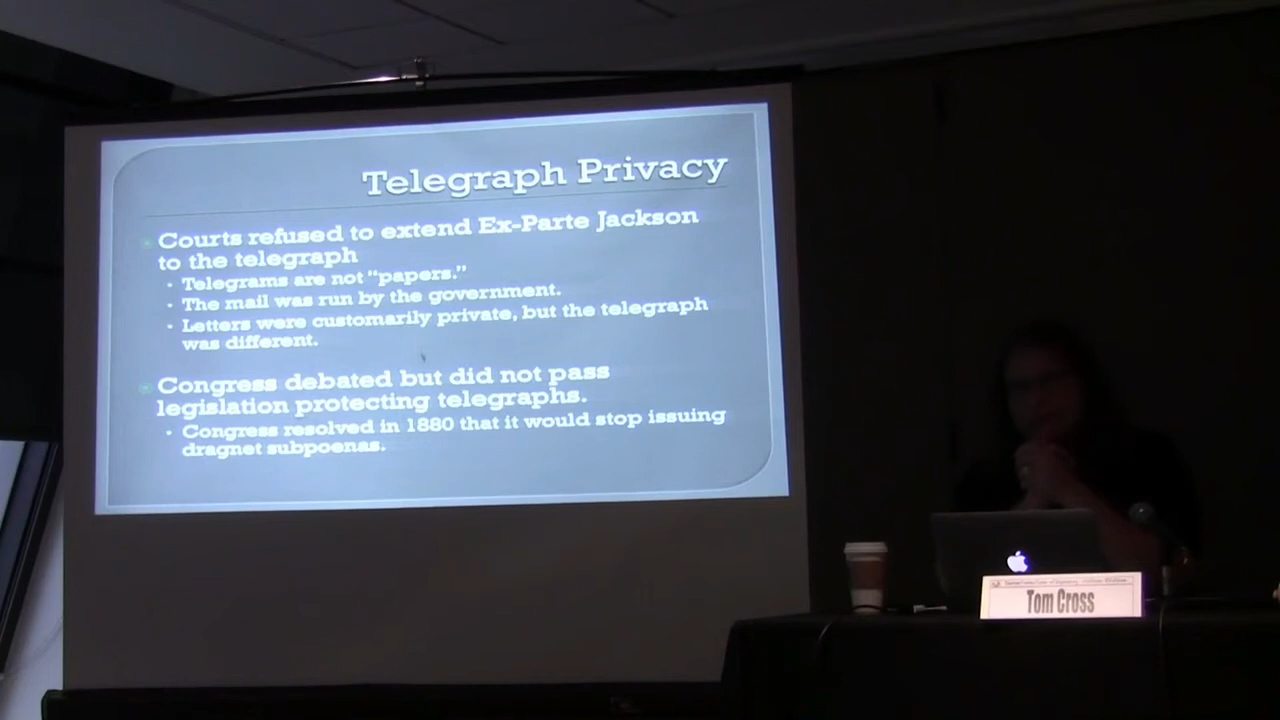 Telegraph Privacy
Courts refused to extend Ex-Parte Jackson
to the telegraph
Telegrams are not “papers.”
The mail was run by the government.
Letters were customarily private, but the telegraph
was different.
Congress debated but did not pass
legislation protecting telegraphs.
Congress resolved in 1880 that it would stop issuing
dragnet subpoenas.
Tom Cross